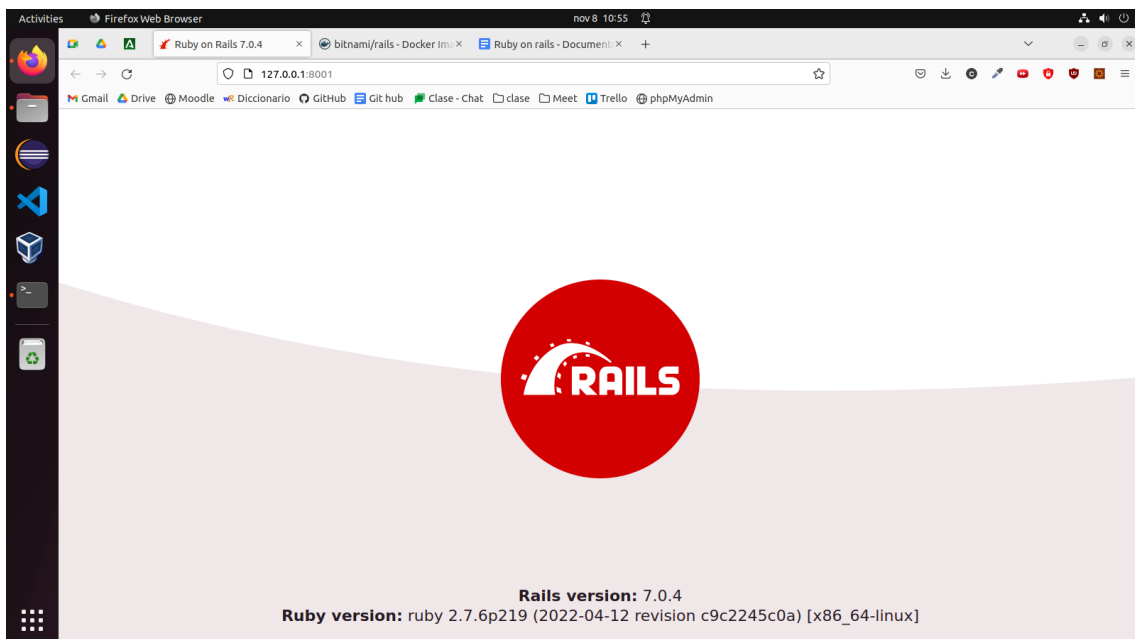 Activities Firefox Web Browser nov 8 10:55
Ruby on Rails 7.0.4 bitnami/rails - Docker Ima Ruby on rails - Document
127.0.0.1:8001
Gmail Drive Moodle Diccionario GitHub Git hub Clase - Chat clase Meet Trello phpMyAdmin
RAILS
Rails version: 7.0.4
Ruby version: ruby 2.7.6p219 (2022-04-12 revision c9c2245c0a) [x86_64-linux]